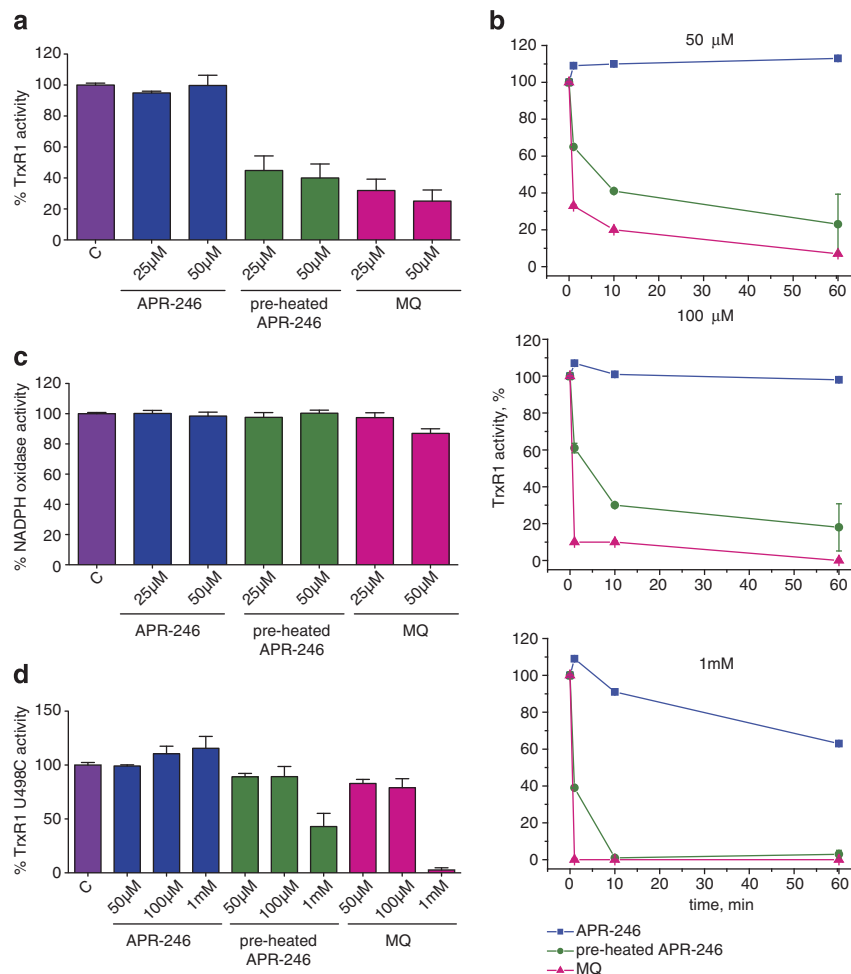 a
% TrxR1 activity
120
100
80
60
40
20
0
C
25µM
50µM
25µM
50µM
25µM
50µM
APR-246
pre-heated
APR-246
MQ
b
50 µM
120
100
80
60
40
20
0
0 10 20 30 40 50 60
100 µM
TrxR1 activity, %
120
100
80
60
40
20
0
0 10 20 30 40 50 60
1mM
120
100
80
60
40
20
0
0 10 20 30 40 50 60
time, min
APR-246
pre-heated APR-246
MQ
c
% NADPH oxidase activity
120
100
80
60
40
20
0
C
25µM
50µM
25µM
50µM
25µM
50µM
APR-246
pre-heated
APR-246
MQ
d
% TrxR1 U498C activity
150
100
50
0
C
50µM
100µM
1mM
50µM
100µM
1mM
50µM
100µM
1mM
APR-246
pre-heated
APR-246
MQ